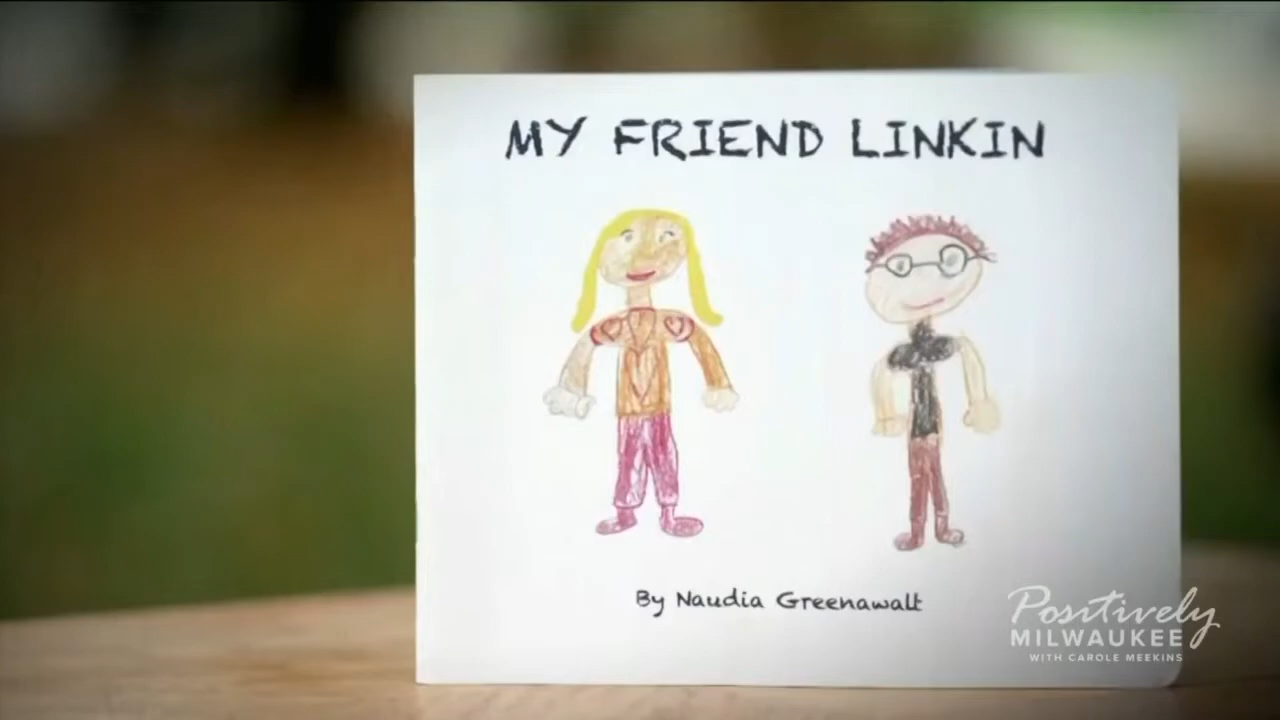 MY FRIEND LINKIN
By Naudia Greenawalt
Positively
MILWAUKEE
WITH CAROLE MEEKINS